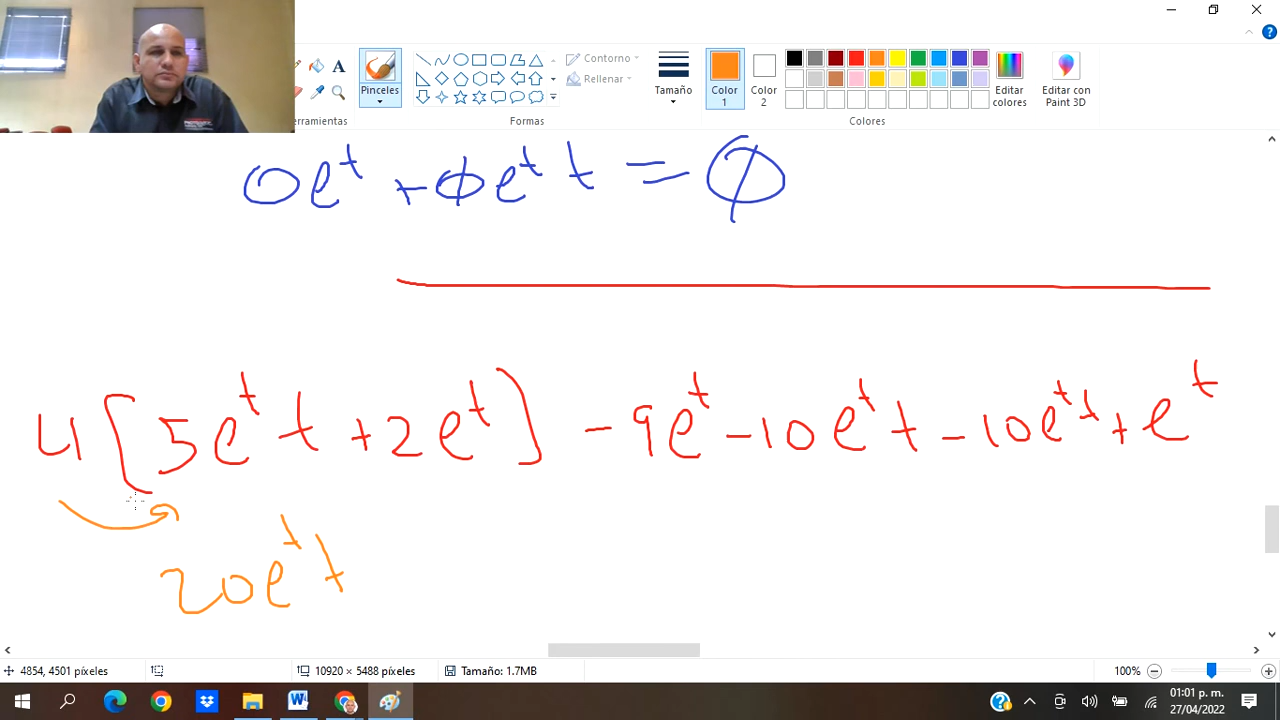 Contorno
Rellenar
Pinceles
Tamaño
Color 1
Color 2
Editar colores
Editar con Paint 3D
erramientas
Formas
Colores
0e^t + ∅e^t t = ∅
4[5e^t t + 2e^t] - 9e^t - 10e^t t - 10e^t t + e^t
20e^t t
4854, 4501 píxeles
10920 × 5488 píxeles
Tamaño: 1.7MB
100%
01:01 p. m.
27/04/2022